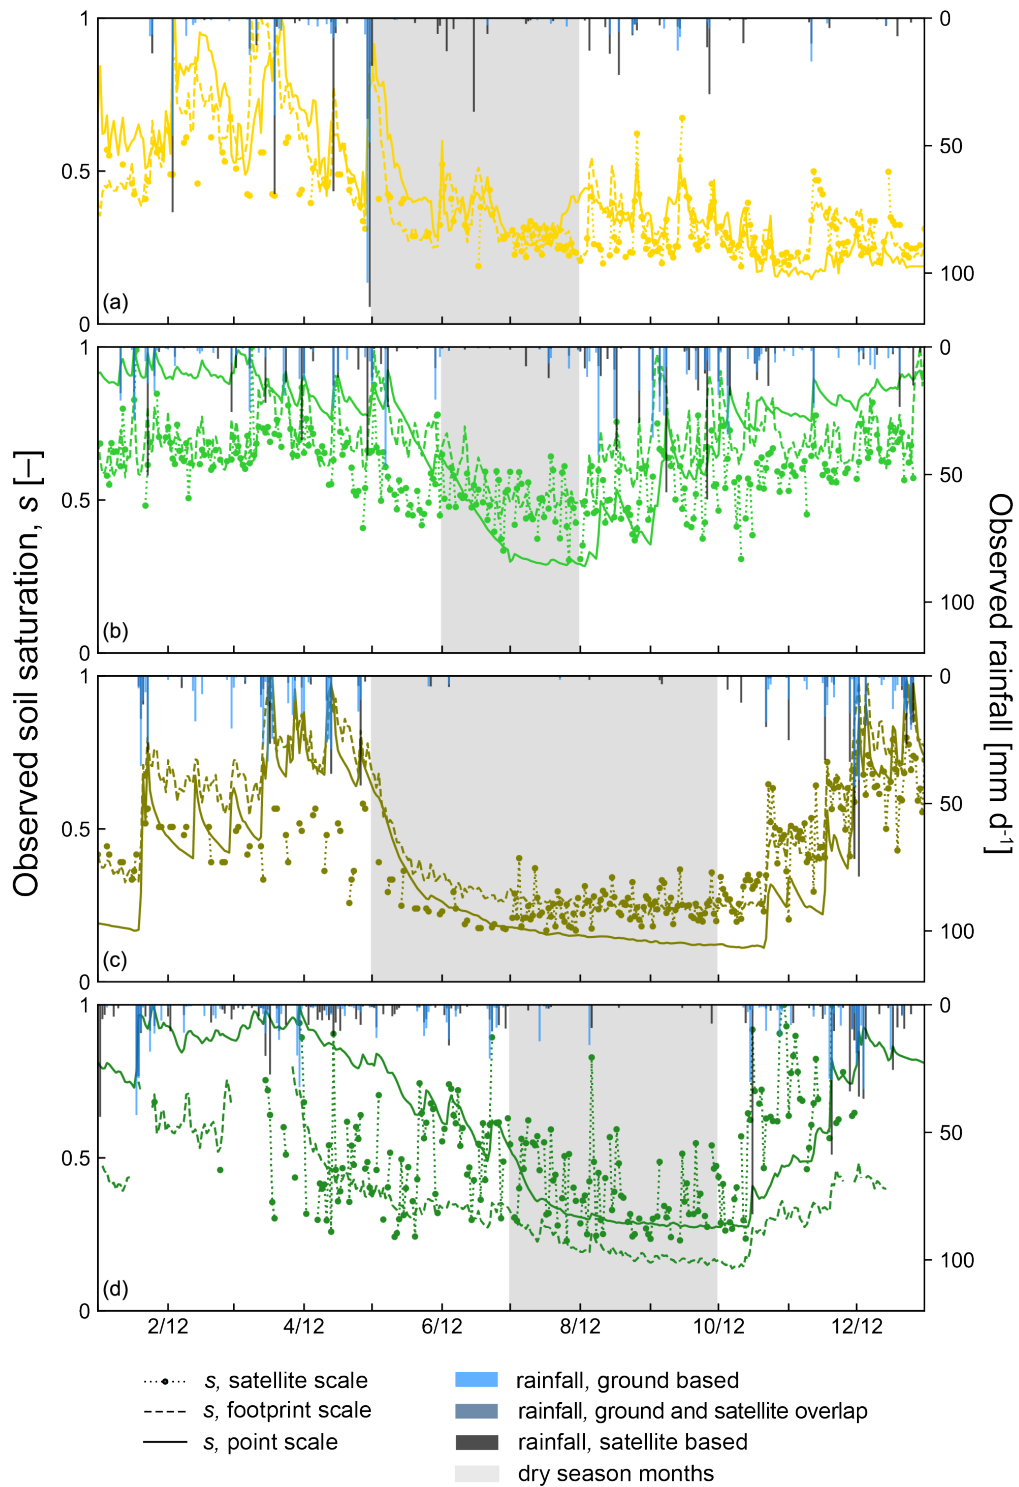 1
0.5
0
0
50
100
(a)
1
0.5
0
0
50
100
(b)
1
0.5
0
0
50
100
(c)
1
0.5
0
0
50
100
(d)
Observed soil saturation, s [–]
Observed rainfall [mm d-1]
2/12 4/12 6/12 8/12 10/12 12/12
s, satellite scale
s, footprint scale
s, point scale
rainfall, ground based
rainfall, ground and satellite overlap
rainfall, satellite based
dry season months